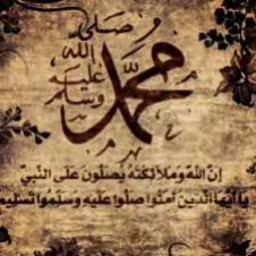 محمد
صلى الله عليه وسلم
إن الله وملائكته يصلون على النبي
يا أيها الذين آمنوا صلوا عليه وسلموا تسليما